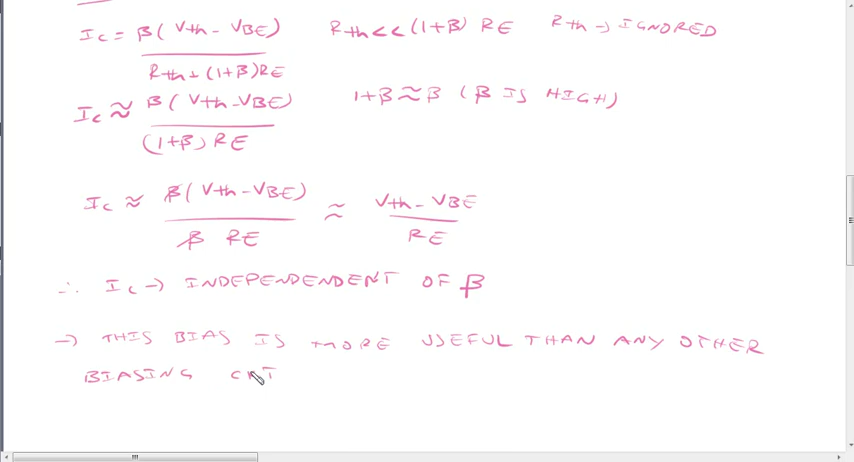 Ic = β(Vth - VBE) / Rth + (1+β)RE    Rth << (1+β) RE    Rth → IGNORED
Ic ≈ β(Vth - VBE) / (1+β) RE    1+β ≈ β (β IS HIGH)
Ic ≈ β(Vth - VBE) / β RE ≈ Vth - VBE / RE
∴ Ic → INDEPENDENT OF β
→ THIS BIAS IS MORE USEFUL THAN ANY OTHER
BIASING CKT